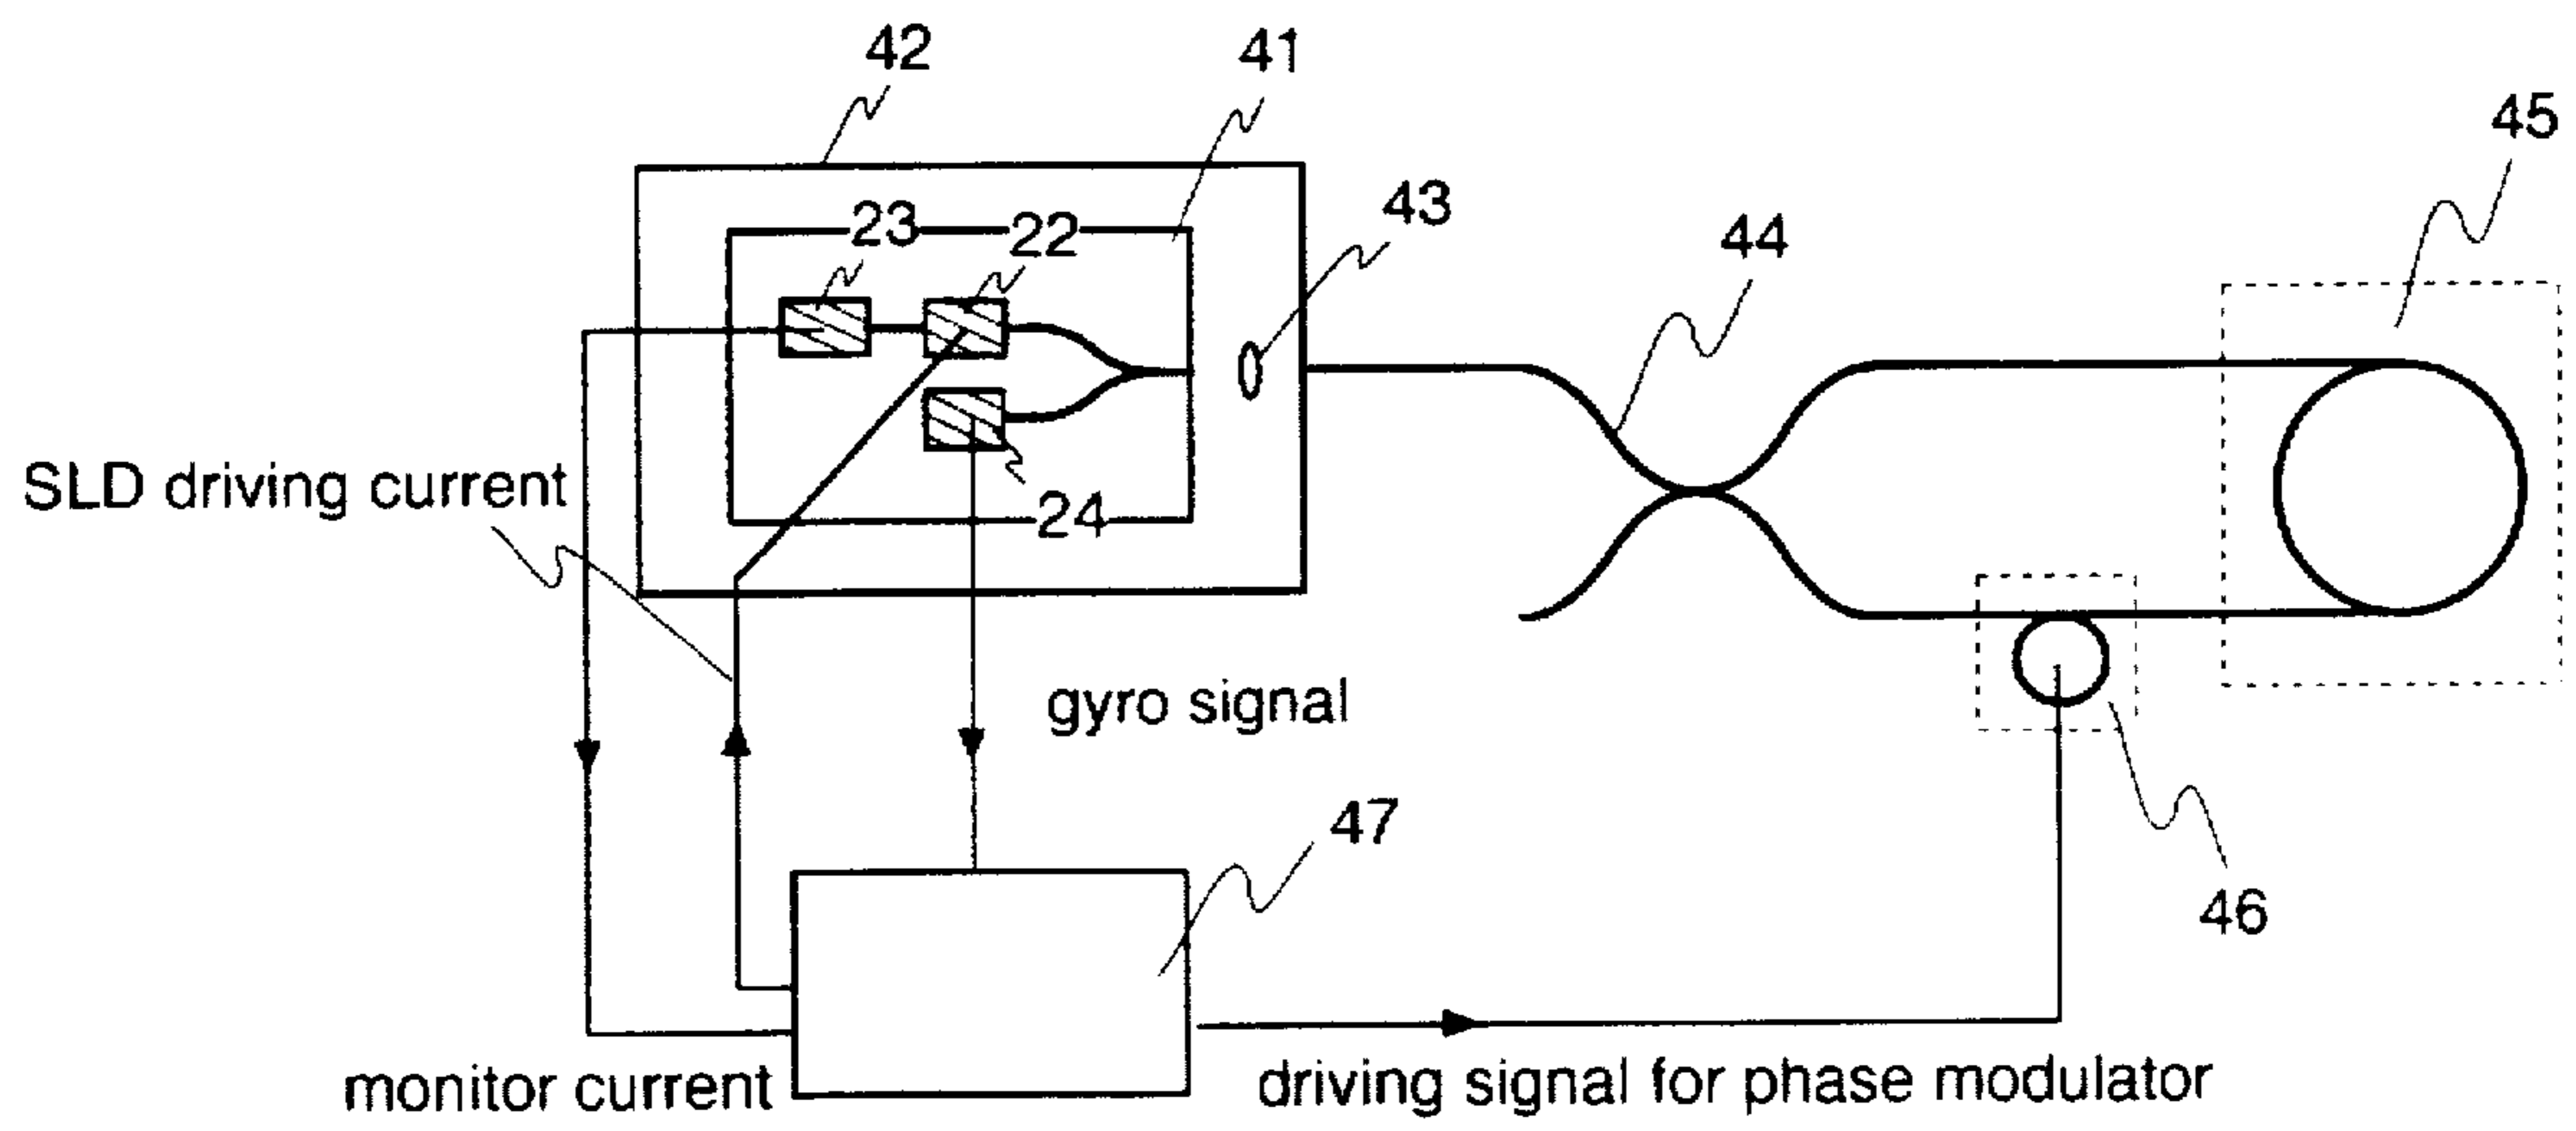 42
41
45
43
23
22
44
SLD driving current
24
gyro signal
47
46
monitor current
driving signal for phase modulator